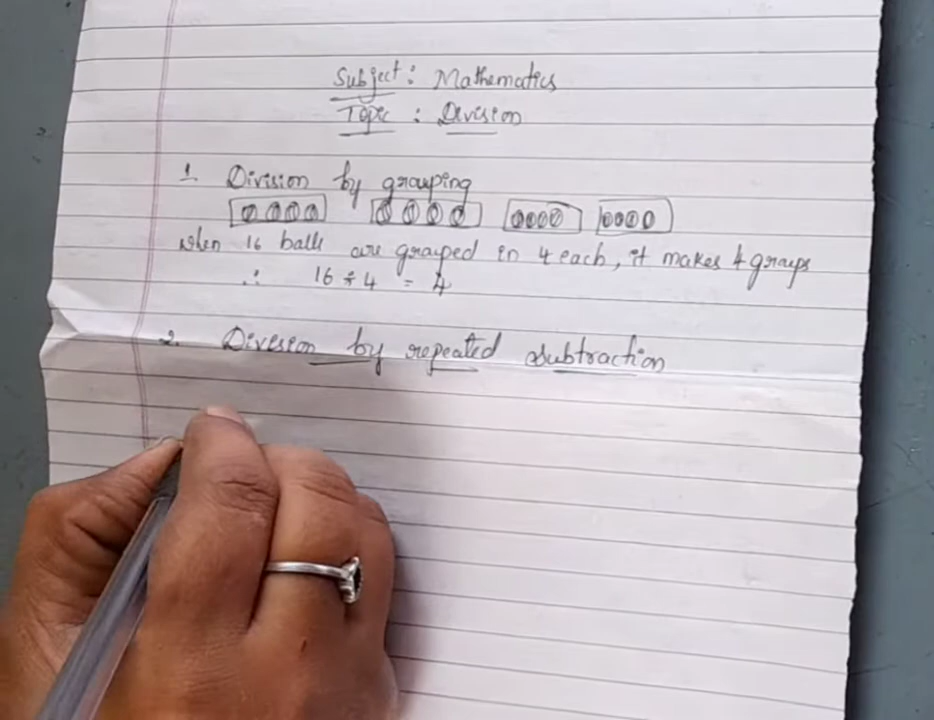 Subject: Mathematics
Topic : Division
1. Division by grouping
when 16 balls are grouped in 4 each, it makes 4 groups
∴ 16 ÷ 4 = 4
2. Division by repeated subtraction